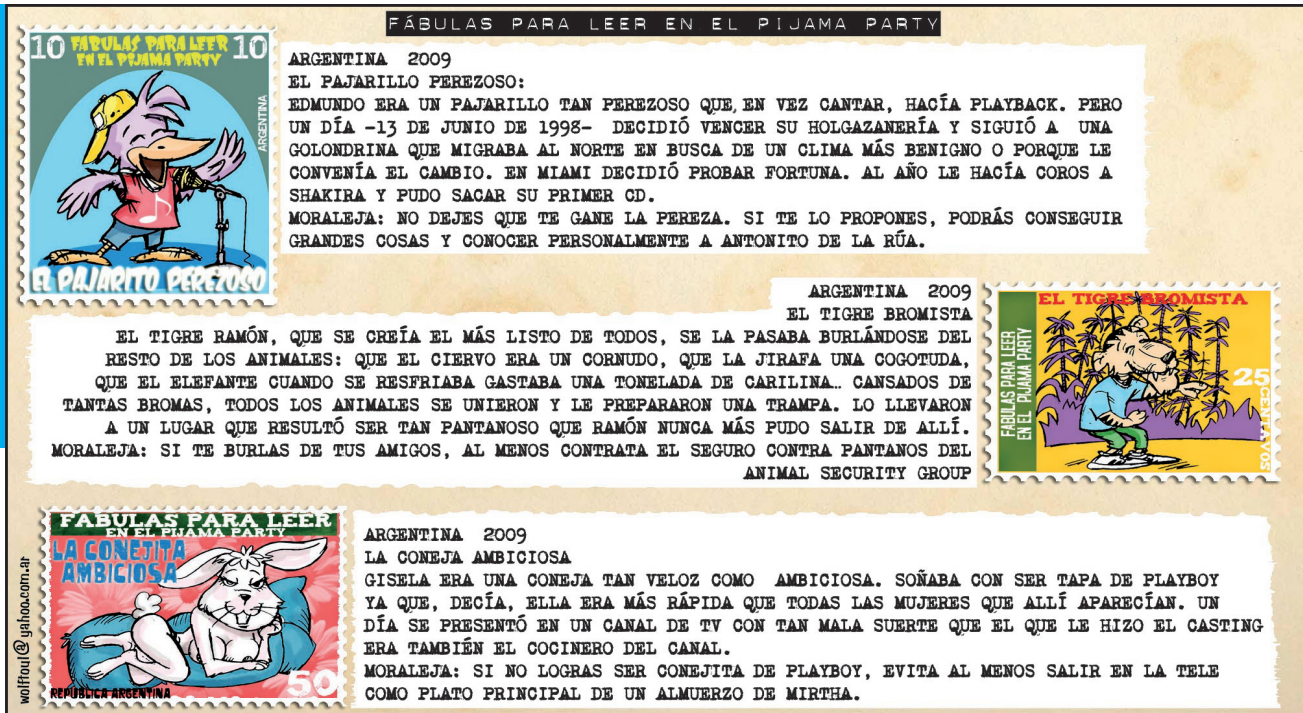 FÁBULAS PARA LEER EN EL PIJAMA PARTY
10 FABULAS PARA LEER 10
EN EL PIJAMA PARTY
ARGENTINA
EL PAJARITO PEREZOSO
ARGENTINA 2009
EL PAJARILLO PEREZOSO:
EDMUNDO ERA UN PAJARILLO TAN PEREZOSO QUE, EN VEZ CANTAR, HACÍA PLAYBACK. PERO
UN DÍA -13 DE JUNIO DE 1998- DECIDIÓ VENCER SU HOLGAZANERÍA Y SIGUIÓ A UNA
GOLONDRINA QUE MIGRABA AL NORTE EN BUSCA DE UN CLIMA MÁS BENIGNO O PORQUE LE
CONVENÍA EL CAMBIO. EN MIAMI DECIDIÓ PROBAR FORTUNA. AL AÑO LE HACÍA COROS A
SHAKIRA Y PUDO SACAR SU PRIMER CD.
MORALEJA: NO DEJES QUE TE GANE LA PEREZA. SI TE LO PROPONES, PODRÁS CONSEGUIR
GRANDES COSAS Y CONOCER PERSONALMENTE A ANTONITO DE LA RÚA.
ARGENTINA 2009
EL TIGRE BROMISTA
EL TIGRE RAMÓN, QUE SE CREÍA EL MÁS LISTO DE TODOS, SE LA PASABA BURLÁNDOSE DEL
RESTO DE LOS ANIMALES: QUE EL CIERVO ERA UN CORNUDO, QUE LA JIRAFA UNA COGOTUDA,
QUE EL ELEFANTE CUANDO SE RESFRIABA GASTABA UNA TONELADA DE CARILINA… CANSADOS DE
TANTAS BROMAS, TODOS LOS ANIMALES SE UNIERON Y LE PREPARARON UNA TRAMPA. LO LLEVARON
A UN LUGAR QUE RESULTÓ SER TAN PANTANOSO QUE RAMÓN NUNCA MÁS PUDO SALIR DE ALLÍ.
MORALEJA: SI TE BURLAS DE TUS AMIGOS, AL MENOS CONTRATA EL SEGURO CONTRA PANTANOS DEL
ANIMAL SECURITY GROUP
EL TIGRE BROMISTA
FABULAS PARA LEER
EN EL PIJAMA PARTY
25
CENTAVOS
FABULAS PARA LEER
EN EL PIJAMA PARTY
LA CONEJITA
AMBICIOSA
REPÚBLICA ARGENTINA
50
wolffoul@yahoo.com.ar
ARGENTINA 2009
LA CONEJA AMBICIOSA
GISELA ERA UNA CONEJA TAN VELOZ COMO AMBICIOSA. SOÑABA CON SER TAPA DE PLAYBOY
YA QUE, DECÍA, ELLA ERA MÁS RÁPIDA QUE TODAS LAS MUJERES QUE ALLÍ APARECÍAN. UN
DÍA SE PRESENTÓ EN UN CANAL DE TV CON TAN MALA SUERTE QUE EL QUE LE HIZO EL CASTING
ERA TAMBIÉN EL COCINERO DEL CANAL.
MORALEJA: SI NO LOGRAS SER CONEJITA DE PLAYBOY, EVITA AL MENOS SALIR EN LA TELE
COMO PLATO PRINCIPAL DE UN ALMUERZO DE MIRTHA.